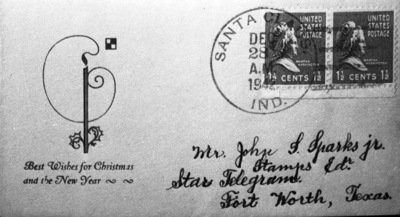 SANTA CLAUS
DEC
28
A.M.
194
IND.
UNITED STATES POSTAGE
1½ CENTS 1½
UNITED STATES POSTAGE
1½ CENTS 1½
Best Wishes for Christmas
and the New Year
Mr. John S. Sparks jr.
Stamps Ed.
Star Telegram.
Fort Worth, Texas.